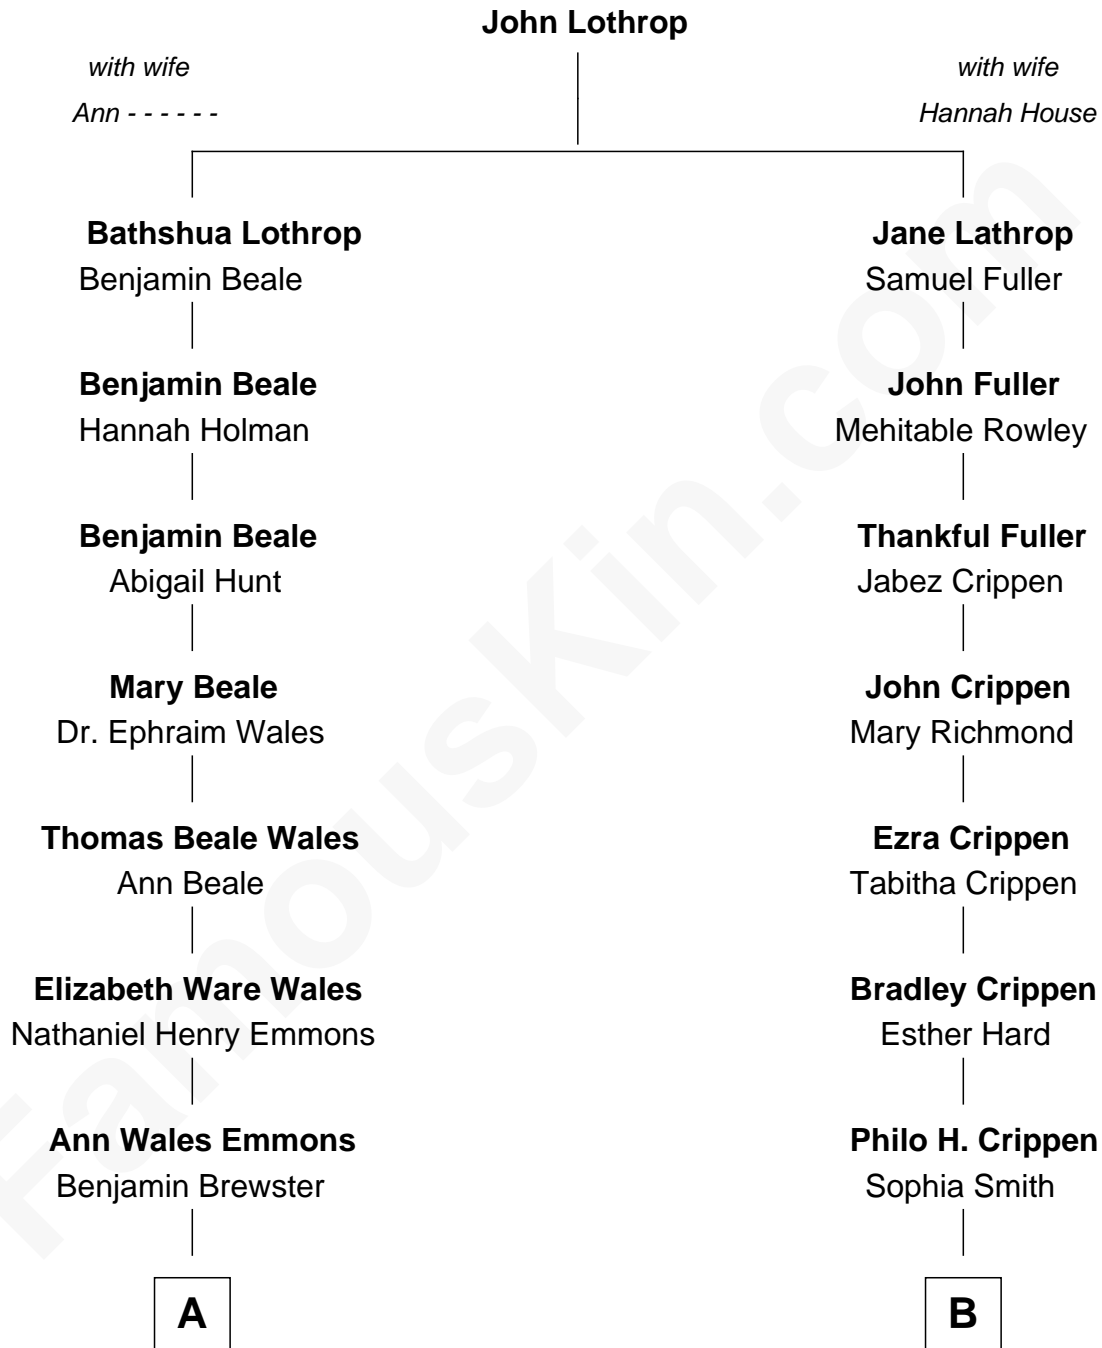 John Lothrop
with wife
Ann - - - - - -
with wife
Hannah House
Bathshua Lothrop
Benjamin Beale
Jane Lathrop
Samuel Fuller
Benjamin Beale
Hannah Holman
John Fuller
Mehitable Rowley
Benjamin Beale
Abigail Hunt
Thankful Fuller
Jabez Crippen
Mary Beale
Dr. Ephraim Wales
John Crippen
Mary Richmond
Thomas Beale Wales
Ann Beale
Ezra Crippen
Tabitha Crippen
Elizabeth Ware Wales
Nathaniel Henry Emmons
Bradley Crippen
Esther Hard
Ann Wales Emmons
Benjamin Brewster
Philo H. Crippen
Sophia Smith
A
B
FamousKin.com